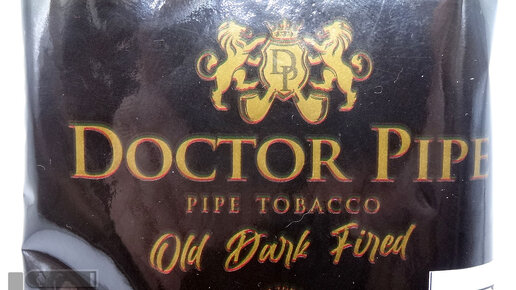 DP
DOCTOR PIPE
PIPE TOBACCO
Old Dark Fired